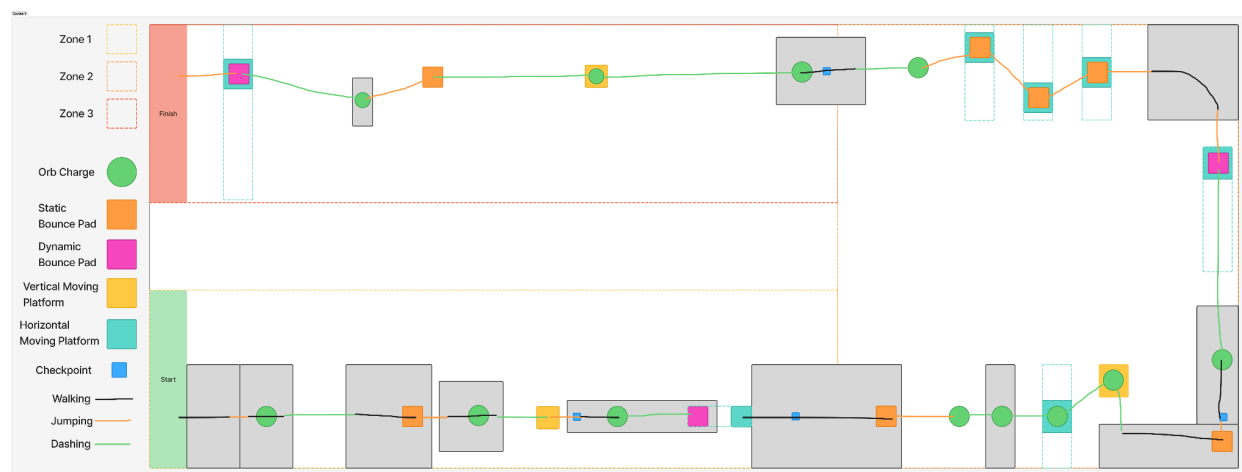 Zone 1
Zone 2
Zone 3
Orb Charge
Static
Bounce Pad
Dynamic
Bounce Pad
Vertical Moving
Platform
Horizontal
Moving Platform
Checkpoint
Walking
Jumping
Dashing
Finish
Start